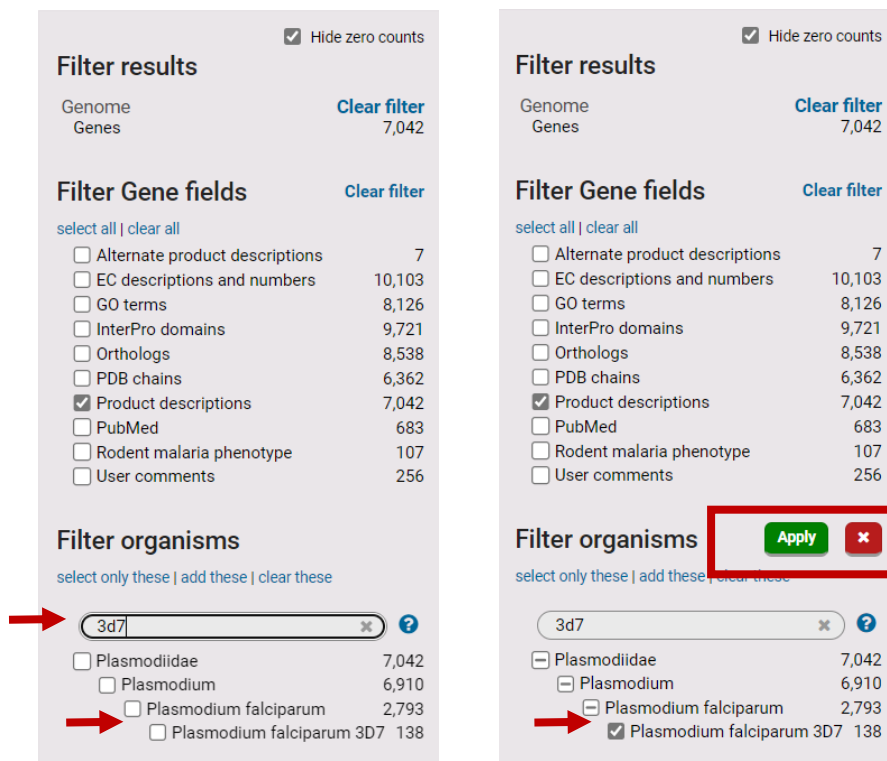 Hide zero counts
Filter results
Genome Clear filter
Genes 7,042
Filter Gene fields Clear filter
select all | clear all
Alternate product descriptions 7
EC descriptions and numbers 10,103
GO terms 8,126
InterPro domains 9,721
Orthologs 8,538
PDB chains 6,362
Product descriptions 7,042
PubMed 683
Rodent malaria phenotype 107
User comments 256
Filter organisms
select only these | add these | clear these
3d7
Plasmodiidae 7,042
Plasmodium 6,910
Plasmodium falciparum 2,793
Plasmodium falciparum 3D7 138
Hide zero counts
Filter results
Genome Clear filter
Genes 7,042
Filter Gene fields Clear filter
select all | clear all
Alternate product descriptions 7
EC descriptions and numbers 10,103
GO terms 8,126
InterPro domains 9,721
Orthologs 8,538
PDB chains 6,362
Product descriptions 7,042
PubMed 683
Rodent malaria phenotype 107
User comments 256
Filter organisms Apply
select only these | add these | clear these
3d7
Plasmodiidae 7,042
Plasmodium 6,910
Plasmodium falciparum 2,793
Plasmodium falciparum 3D7 138